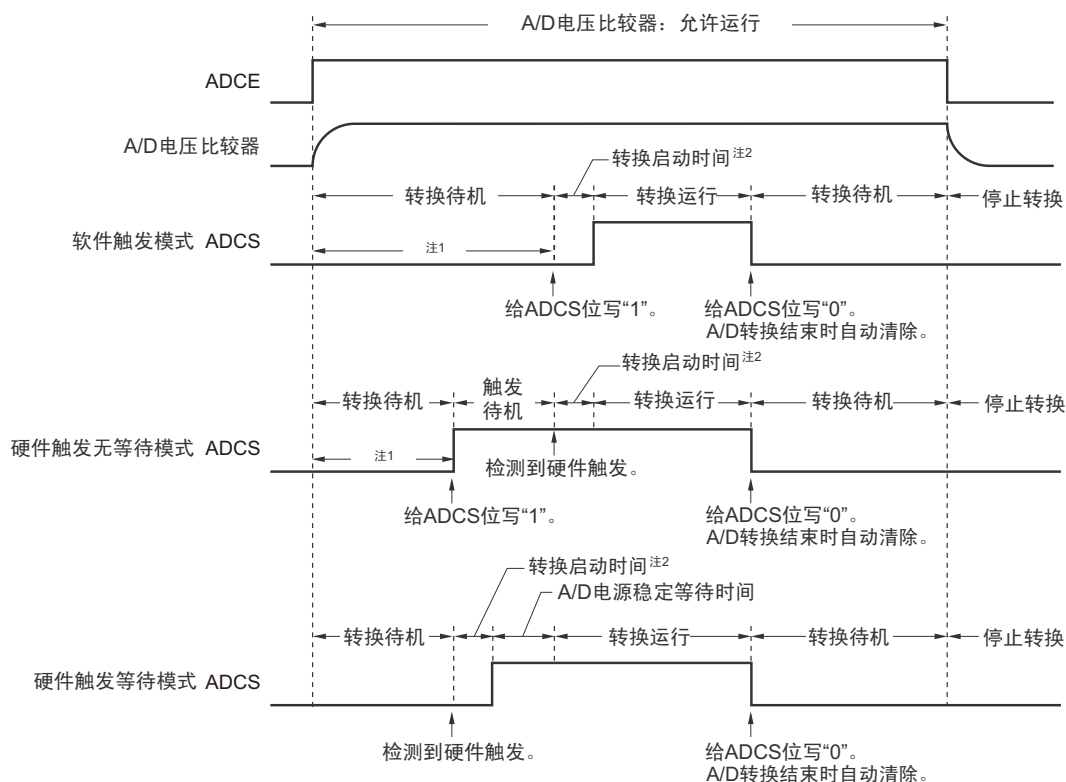 A/D电压比较器：允许运行
ADCE
A/D电压比较器
转换启动时间注2
转换待机 转换运行 转换待机 停止转换
软件触发模式 ADCS
注1
给ADCS位写“1”。 给ADCS位写“0”。
A/D转换结束时自动清除。
转换启动时间注2
转换待机 触发待机 转换运行 转换待机 停止转换
硬件触发无等待模式 ADCS
注1
检测到硬件触发。
给ADCS位写“1”。 给ADCS位写“0”。
A/D转换结束时自动清除。
转换启动时间注2
A/D电源稳定等待时间
转换待机 转换运行 转换待机 停止转换
硬件触发等待模式 ADCS
检测到硬件触发。 给ADCS位写“0”。
A/D转换结束时自动清除。